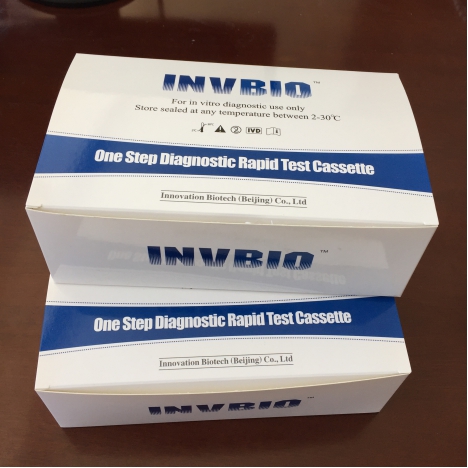 INVBIO™
For in vitro diagnostic use only
Store sealed at any temperature between 2-30℃
IVD
One Step Diagnostic Rapid Test Cassette
Innovation Biotech (Beijing) Co., Ltd
INVBIO™
One Step Diagnostic Rapid Test Cassette
Innovation Biotech (Beijing) Co., Ltd
INVBIO™